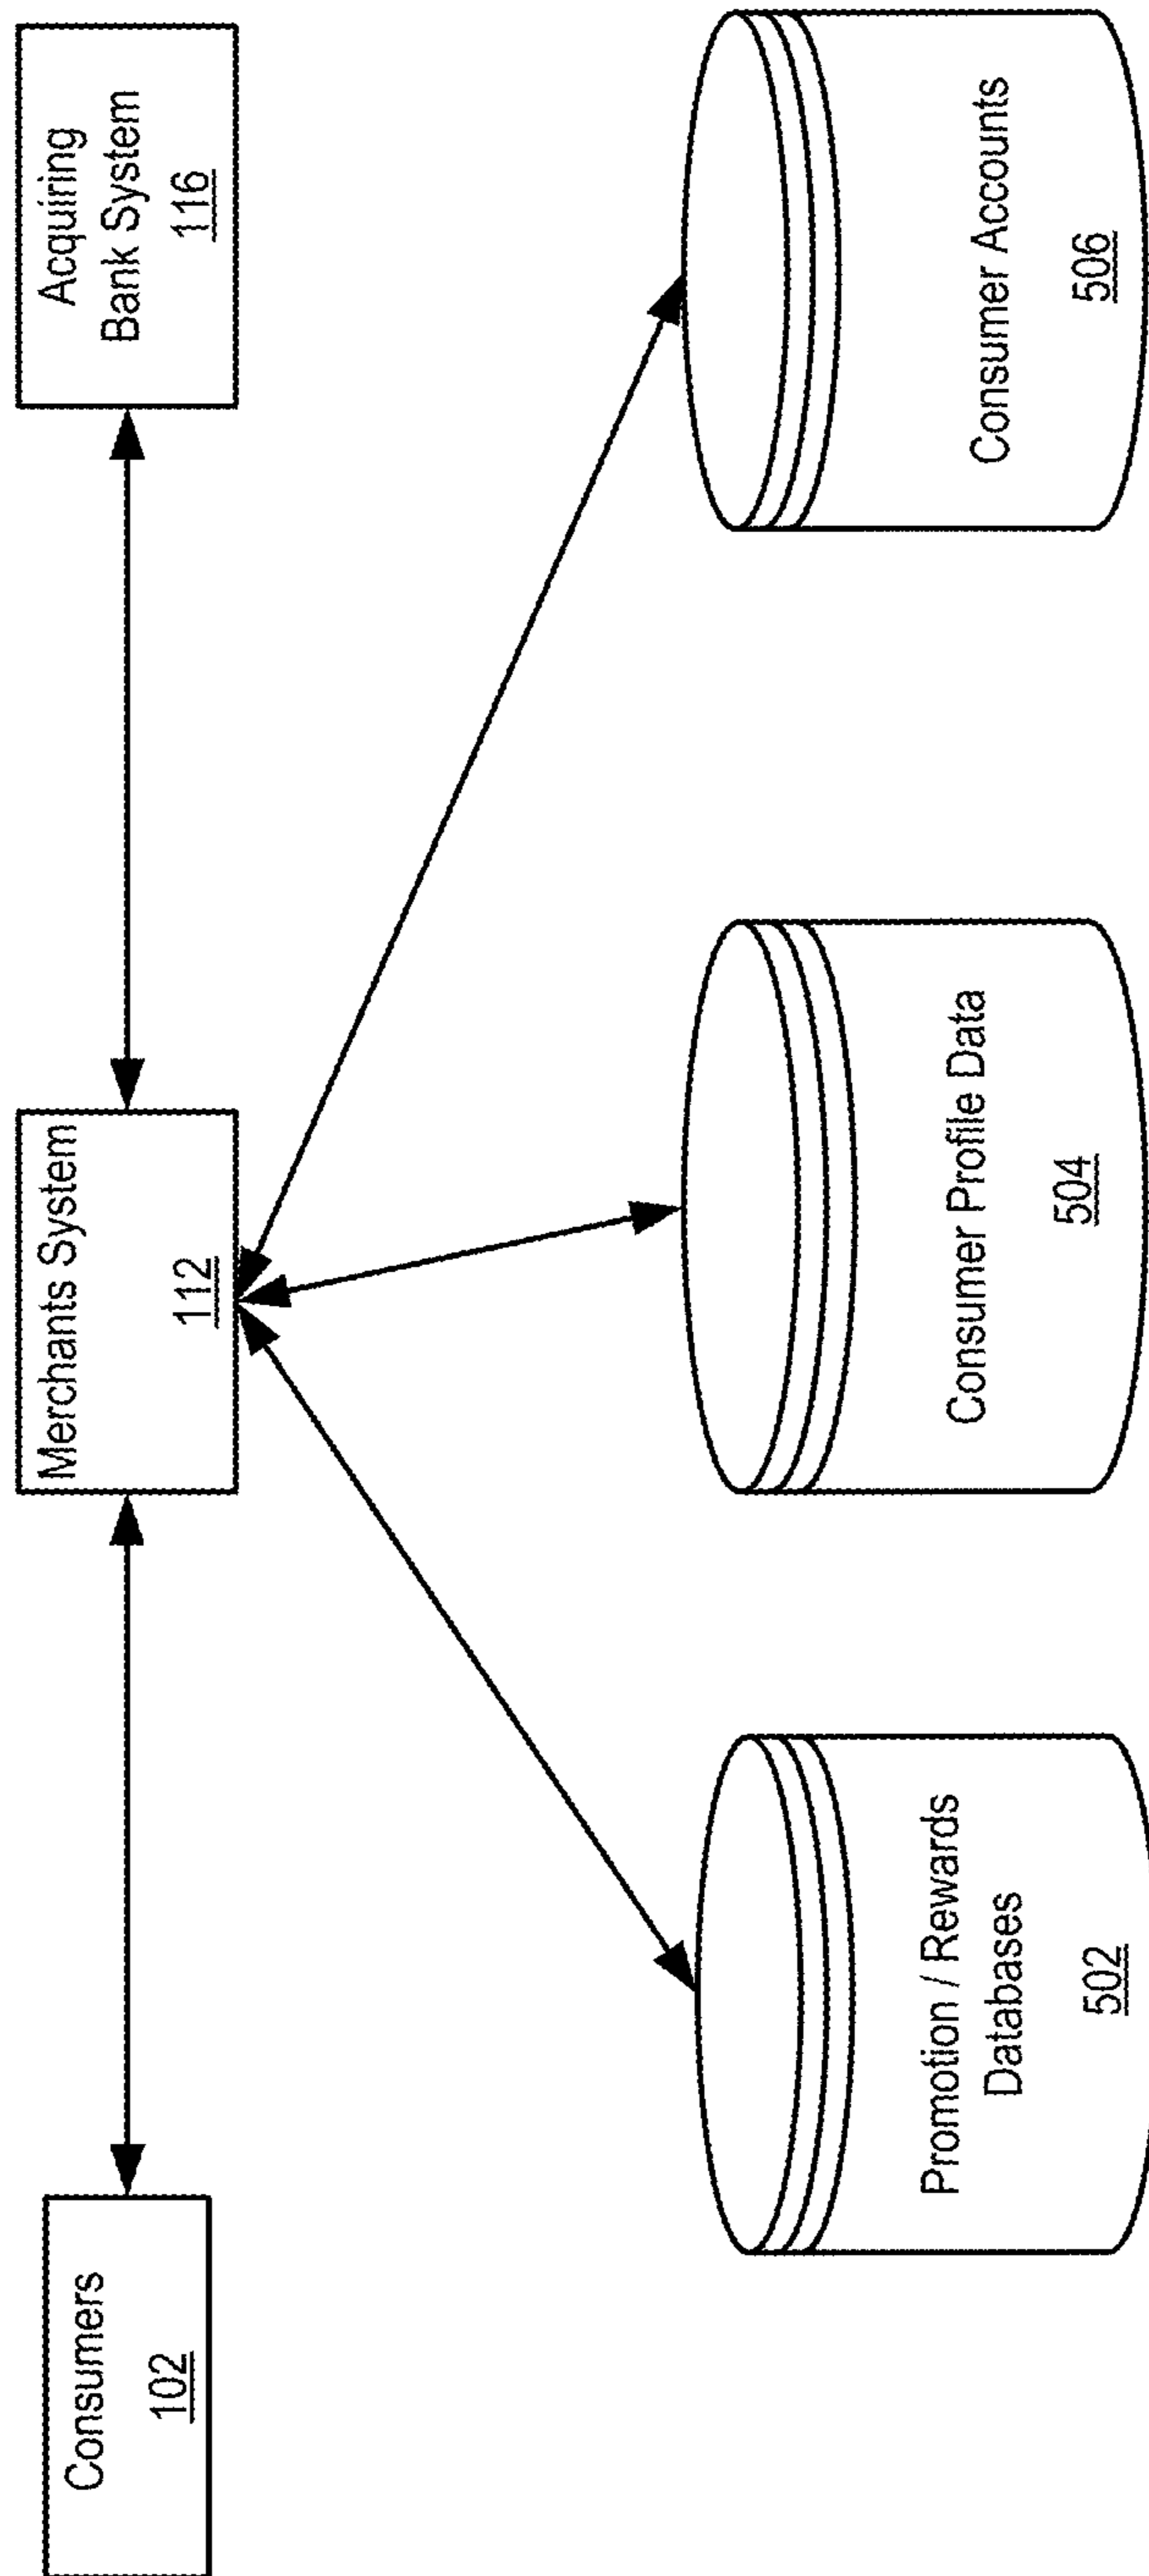 Consumers
102
Merchants System
112
Acquiring
Bank System
116
Promotion / Rewards
Databases
502
Consumer Profile Data
504
Consumer Accounts
506